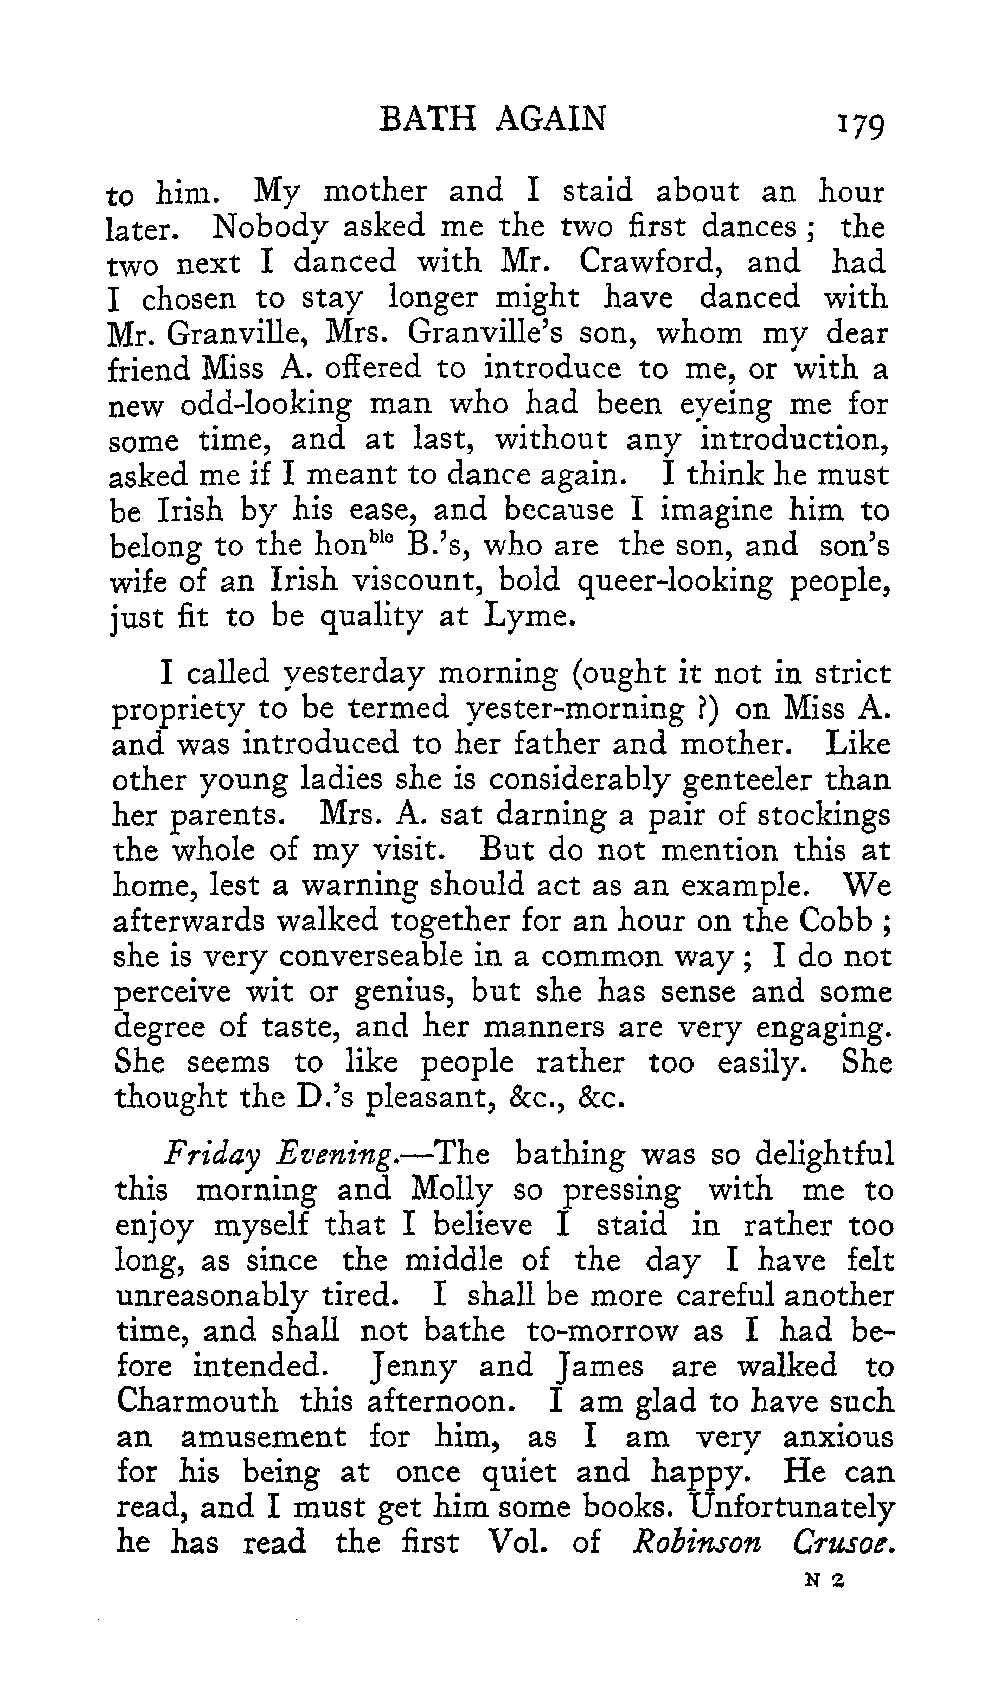 BATH AGAIN 179
to him. My mother and I staid about an hour
later. Nobody asked me the two first dances ; the
two next I danced with Mr. Crawford, and had
I chosen to stay longer might have danced with
Mr. Granville, Mrs. Granville's son, whom my dear
friend Miss A. offered to introduce to me, or with a
new odd-looking man who had been eyeing me for
some time, and at last, without any introduction,
asked me if I meant to dance again. I think he must
be Irish by his ease, and because I imagine him to
belong to the honble B.'s, who are the son, and son's
wife of an Irish viscount, bold queer-looking people,
just fit to be quality at Lyme.
I called yesterday morning (ought it not in strict
propriety to be termed yester-morning ?) on Miss A.
and was introduced to her father and mother. Like
other young ladies she is considerably genteeler than
her parents. Mrs. A. sat darning a pair of stockings
the whole of my visit. But do not mention this at
home, lest a warning should act as an example. We
afterwards walked together for an hour on the Cobb ;
she is very converseable in a common way ; I do not
perceive wit or genius, but she has sense and some
degree of taste, and her manners are very engaging.
She seems to like people rather too easily. She
thought the D.'s pleasant, &c., &c.
Friday Evening.—The bathing was so delightful
this morning and Molly so pressing with me to
enjoy myself that I believe I staid in rather too
long, as since the middle of the day I have felt
unreasonably tired. I shall be more careful another
time, and shall not bathe to-morrow as I had be-
fore intended. Jenny and James are walked to
Charmouth this afternoon. I am glad to have such
an amusement for him, as I am very anxious
for his being at once quiet and happy. He can
read, and I must get him some books. Unfortunately
he has read the first Vol. of Robinson Crusoe.
N 2